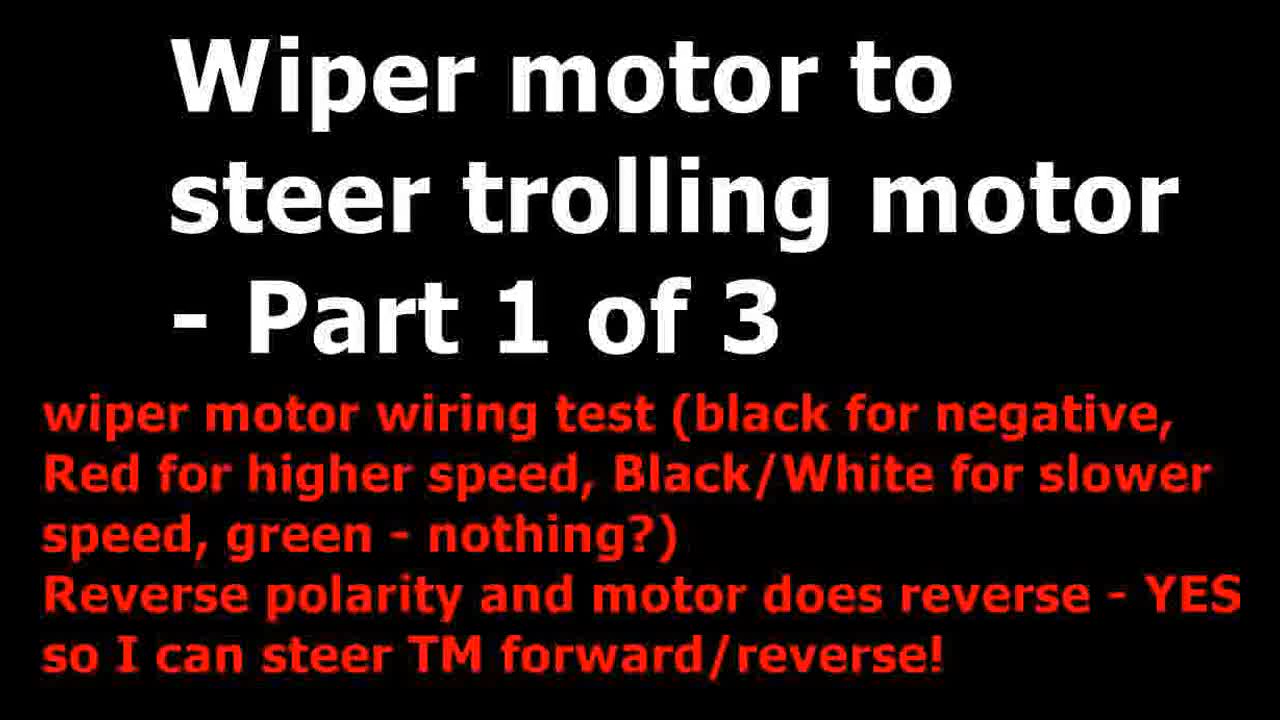 Wiper motor to
steer trolling motor
- Part 1 of 3
wiper motor wiring test (black for negative,
Red for higher speed, Black/White for slower
speed, green - nothing?)
Reverse polarity and motor does reverse - YES
so I can steer TM forward/reverse!